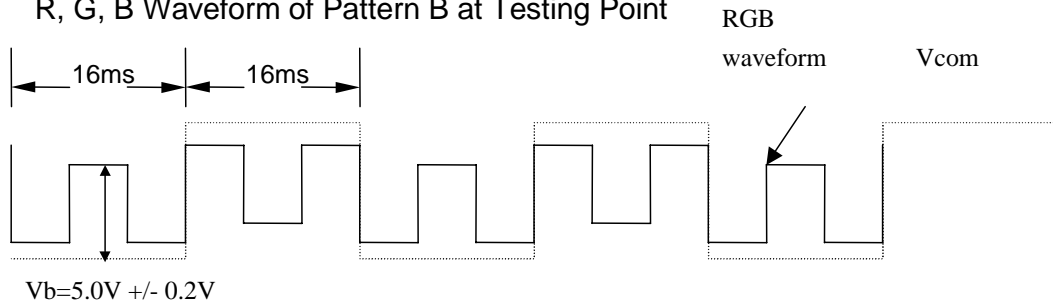 R, G, B Waveform of Pattern B at Testing Point
RGB
waveform
Vcom
16ms
16ms
Vb=5.0V +/- 0.2V